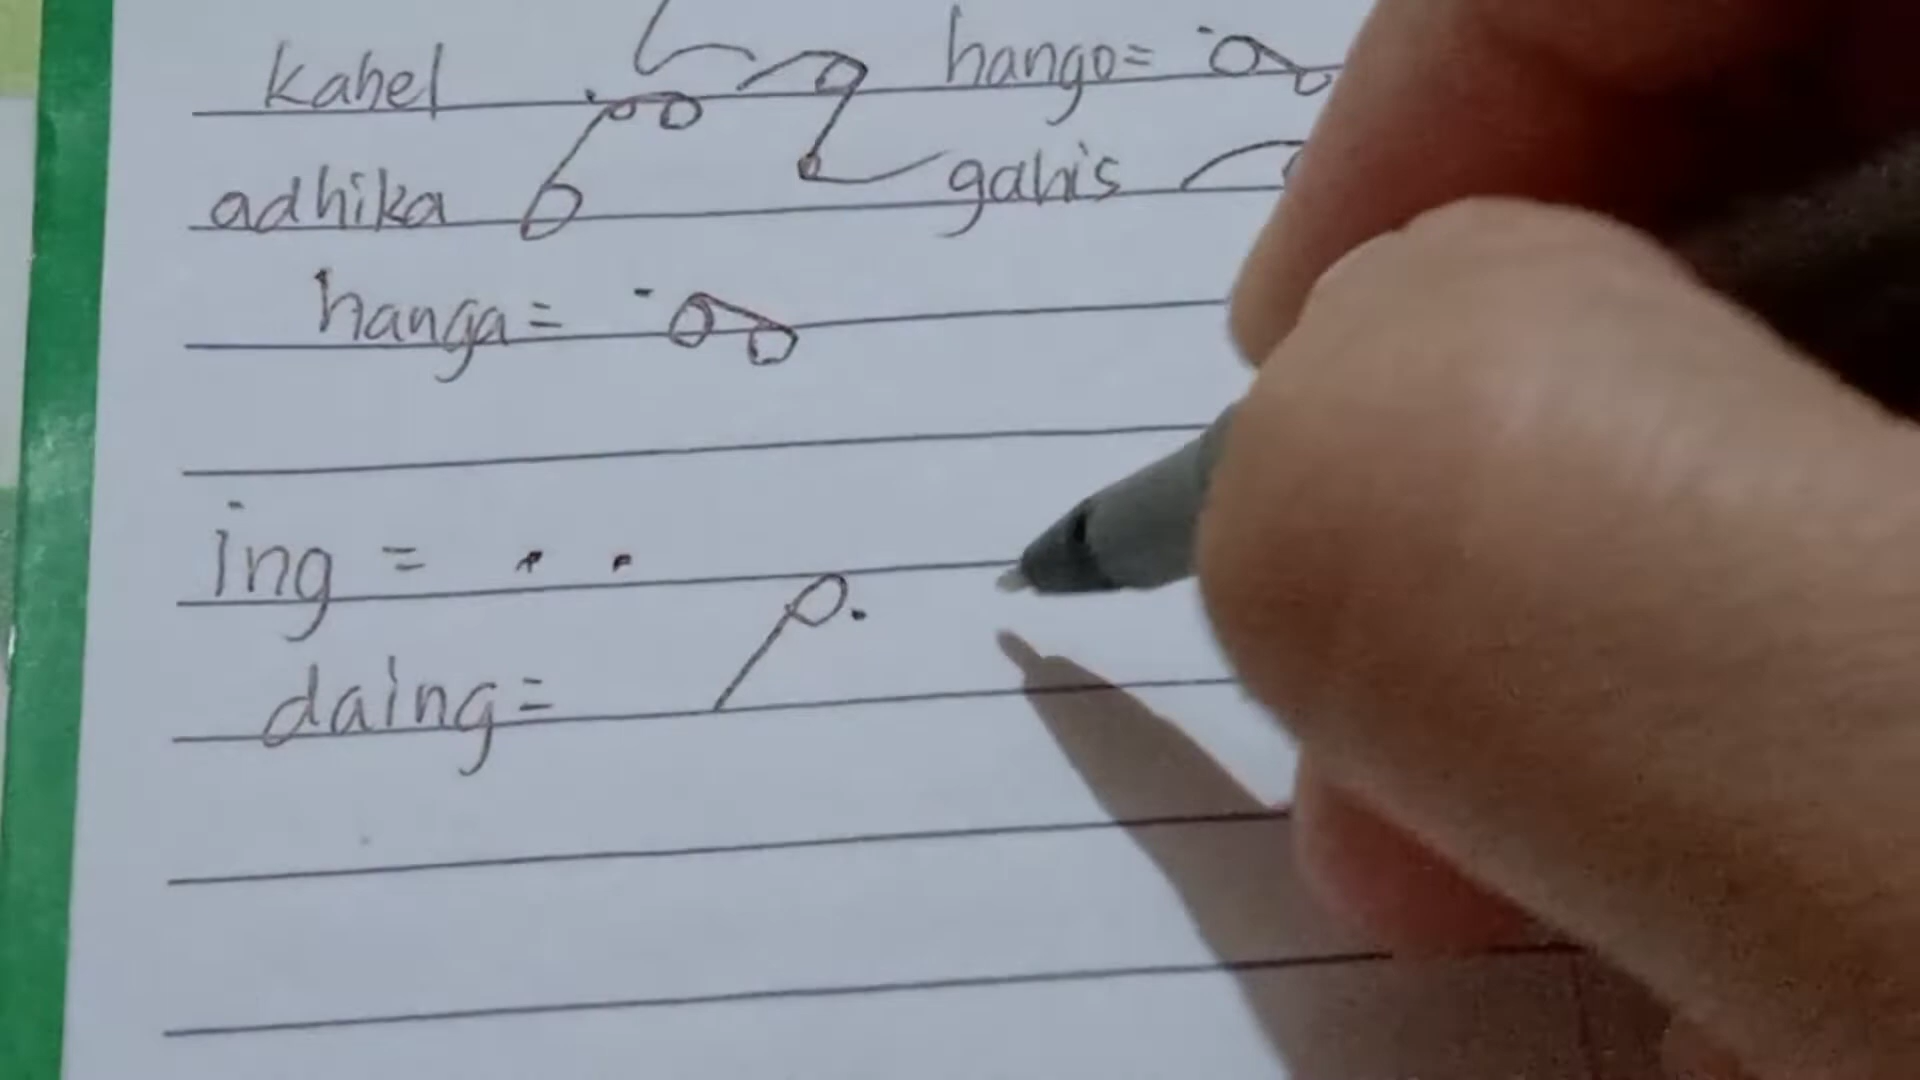 kahel hango=
adhika gahis
hanga=
ing = . .
daing=